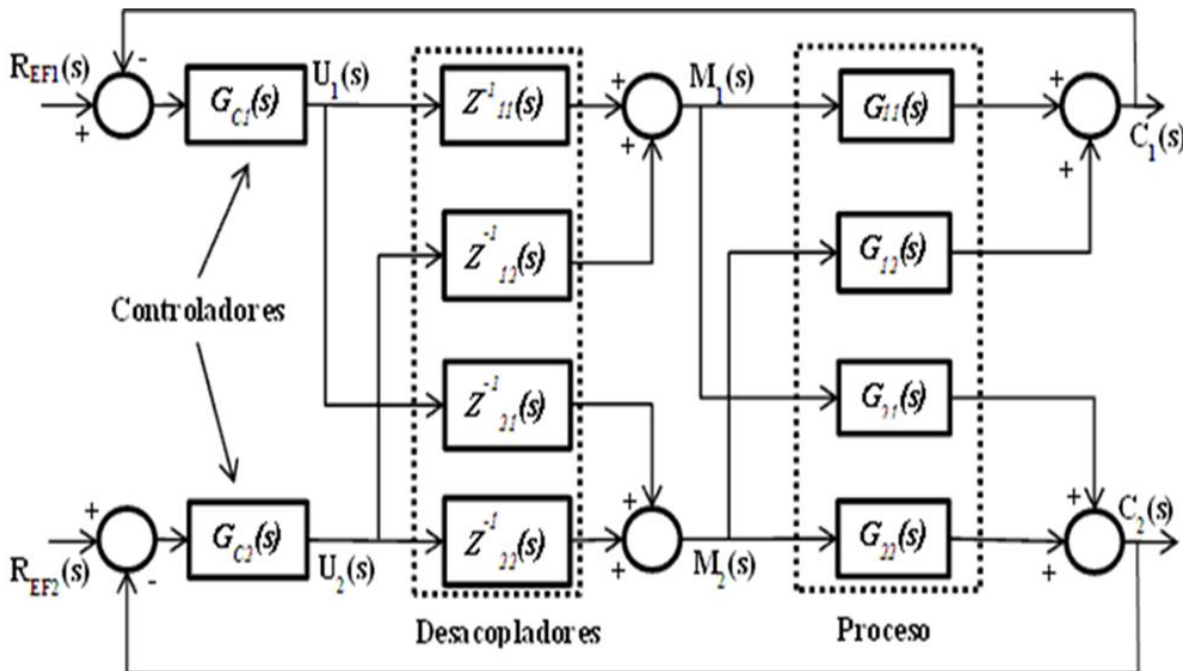 R_EF1(s)
-
+
G_C1(s)
U_1(s)
Z^-1_11(s)
+
+
M_1(s)
G_11(s)
+
+
C_1(s)
Controladores
Z^-1_12(s)
G_12(s)
Z^-1_21(s)
G_21(s)
R_EF2(s)
+
-
G_C2(s)
U_2(s)
Z^-1_22(s)
+
+
M_2(s)
G_22(s)
+
+
C_2(s)
Desacopladores
Proceso